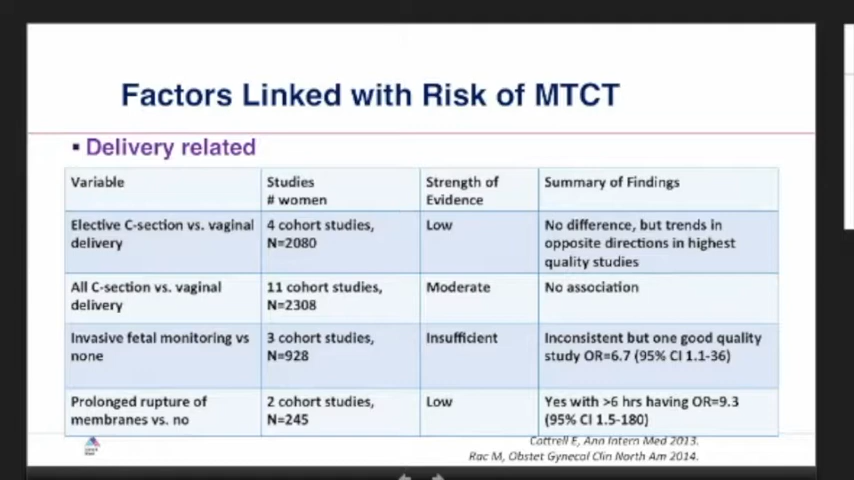 Factors Linked with Risk of MTCT
▪ Delivery related
Variable
Studies
# women
Strength of
Evidence
Summary of Findings
Elective C-section vs. vaginal
delivery
4 cohort studies,
N=2080
Low
No difference, but trends in
opposite directions in highest
quality studies
All C-section vs. vaginal
delivery
11 cohort studies,
N=2308
Moderate
No association
Invasive fetal monitoring vs
none
3 cohort studies,
N=928
Insufficient
Inconsistent but one good quality
study OR=6.7 (95% CI 1.1-36)
Prolonged rupture of
membranes vs. no
2 cohort studies,
N=245
Low
Yes with >6 hrs having OR=9.3
(95% CI 1.5-180)
Cottrell E, Ann Intern Med 2013.
Rac M, Obstet Gynecol Clin North Am 2014.